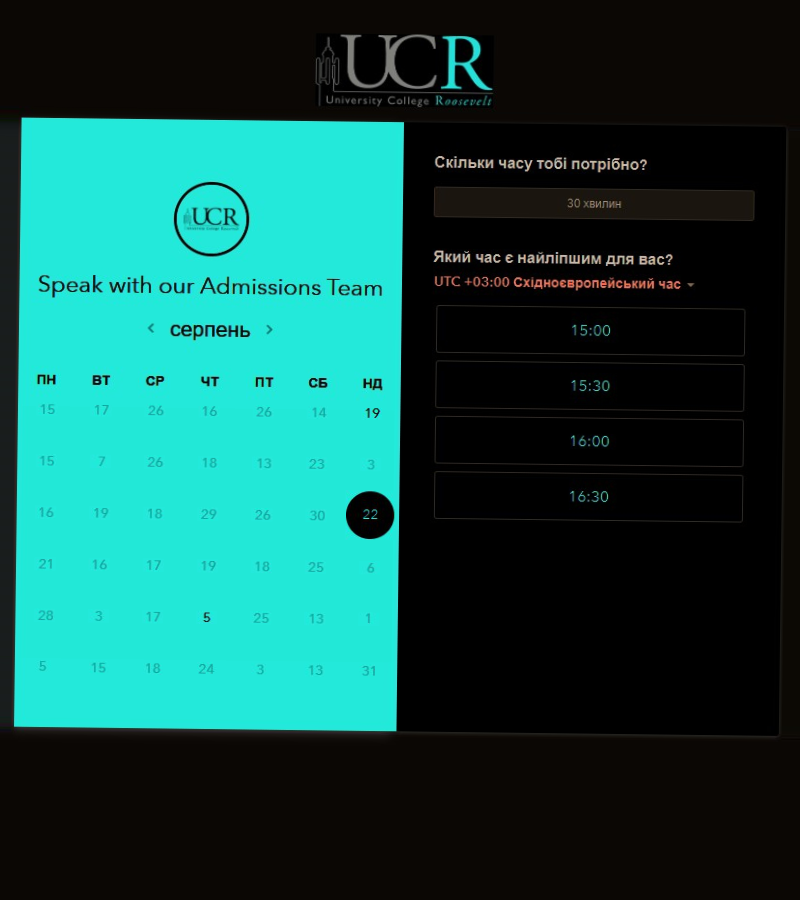 UCR
University College Roosevelt
UCR
University College Roosevelt
Speak with our Admissions Team
серпень
ПН ВТ СР ЧТ ПТ СБ НД
15 17 26 16 26 14 19
15 7 26 18 13 23 3
16 19 18 29 26 30 22
21 16 17 19 18 25 6
28 3 17 5 25 13 1
5 15 18 24 3 13 31
Скільки часу тобі потрібно?
30 хвилин
Який час є найліпшим для вас?
UTC +03:00 Східноєвропейський час
15:00
15:30
16:00
16:30